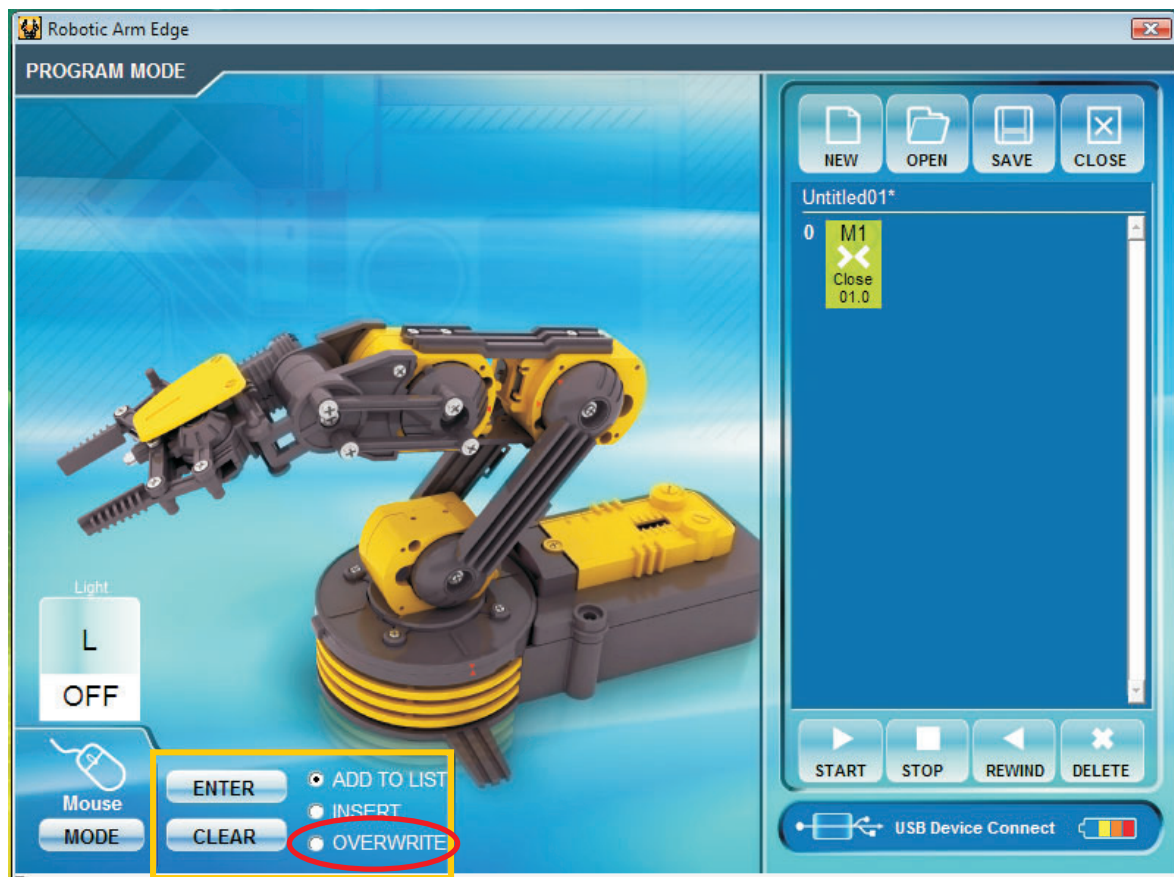 Robotic Arm Edge
PROGRAM MODE
NEW OPEN SAVE CLOSE
Untitled01*
0 M1
Close
01.0
Light
L
OFF
Mouse
MODE
ENTER
CLEAR
ADD TO LIST
INSERT
OVERWRITE
START STOP REWIND DELETE
USB Device Connect